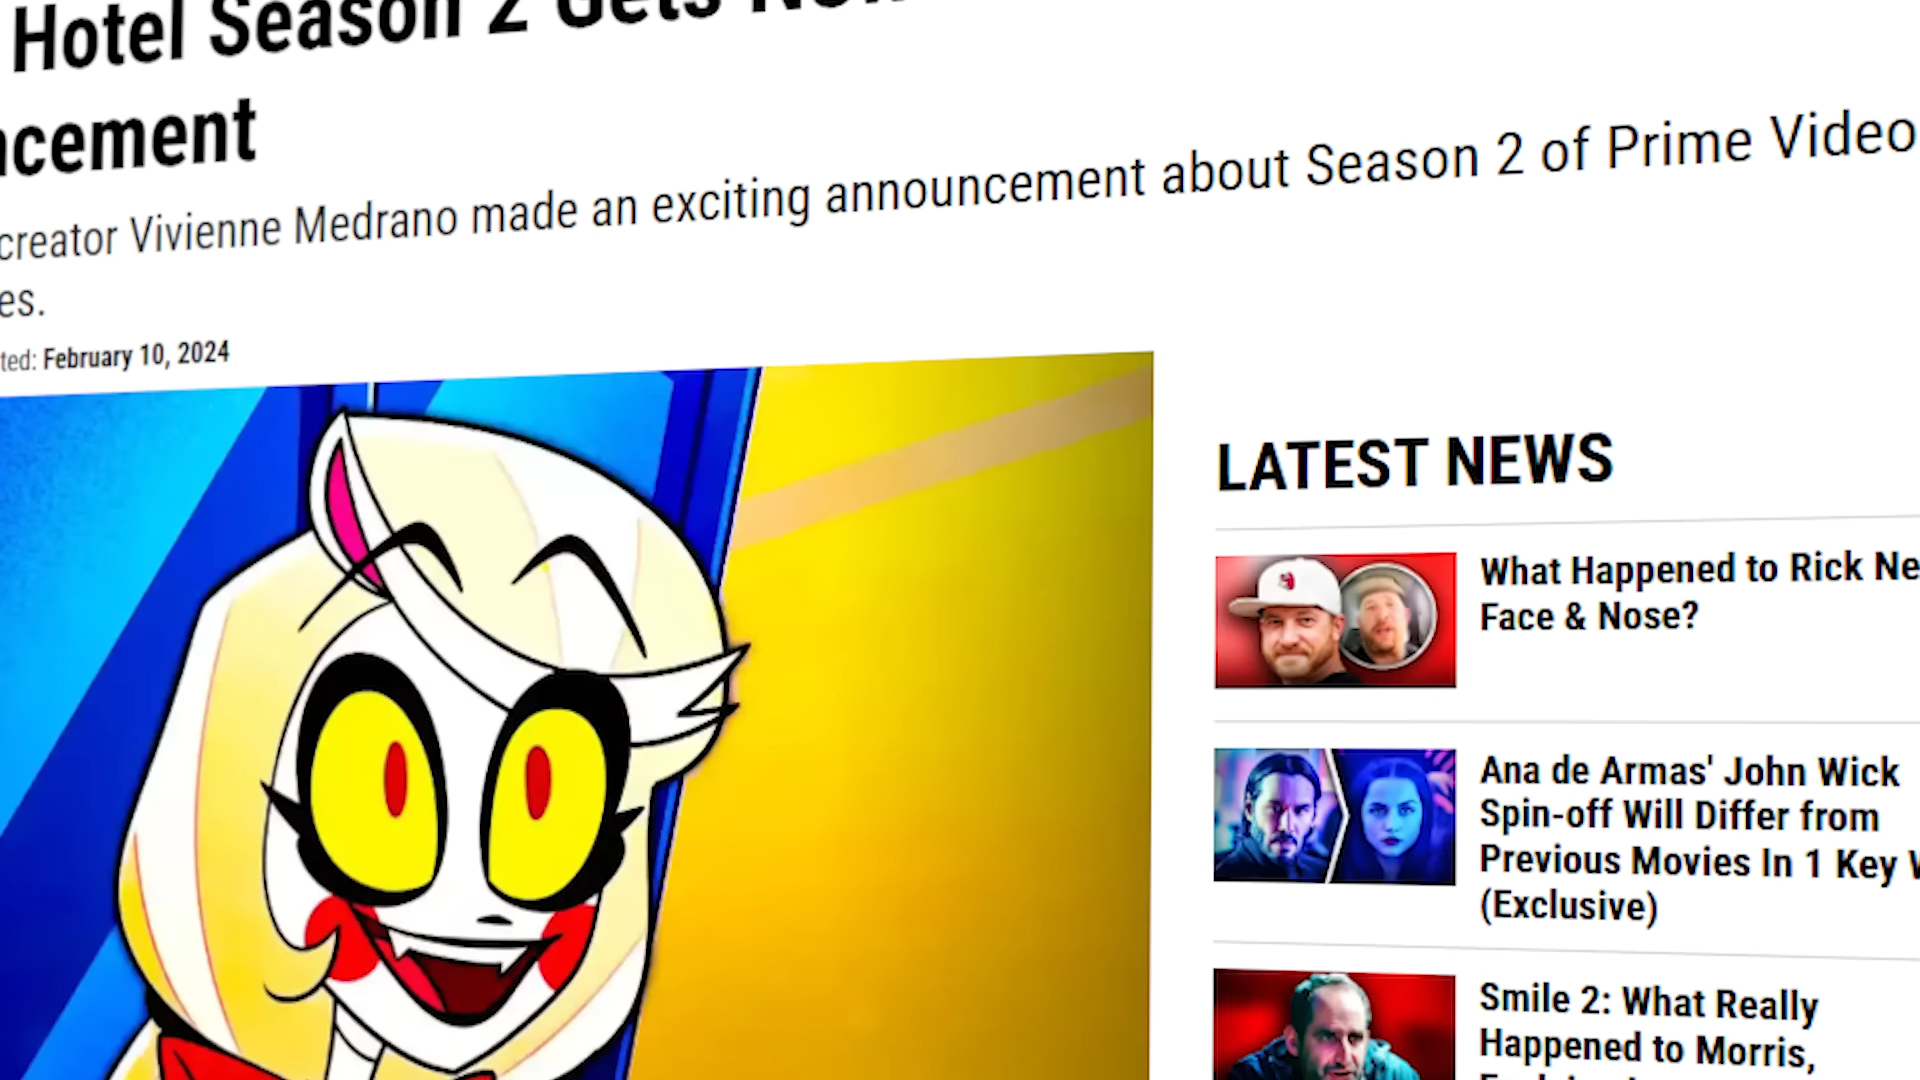 Hotel Season 2 Gets
ncement
creator Vivienne Medrano made an exciting announcement about Season 2 of Prime Video
es.
ted: February 10, 2024
LATEST NEWS
What Happened to Rick Ne
Face & Nose?
Ana de Armas' John Wick
Spin-off Will Differ from
Previous Movies In 1 Key W
(Exclusive)
Smile 2: What Really
Happened to Morris,